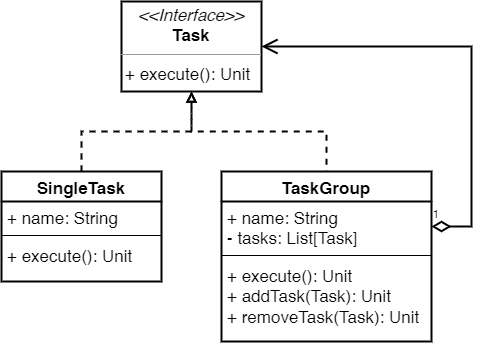 <<Interface>>
Task
+ execute(): Unit
SingleTask
+ name: String
+ execute(): Unit
TaskGroup
+ name: String
- tasks: List[Task]
+ execute(): Unit
+ addTask(Task): Unit
+ removeTask(Task): Unit
1